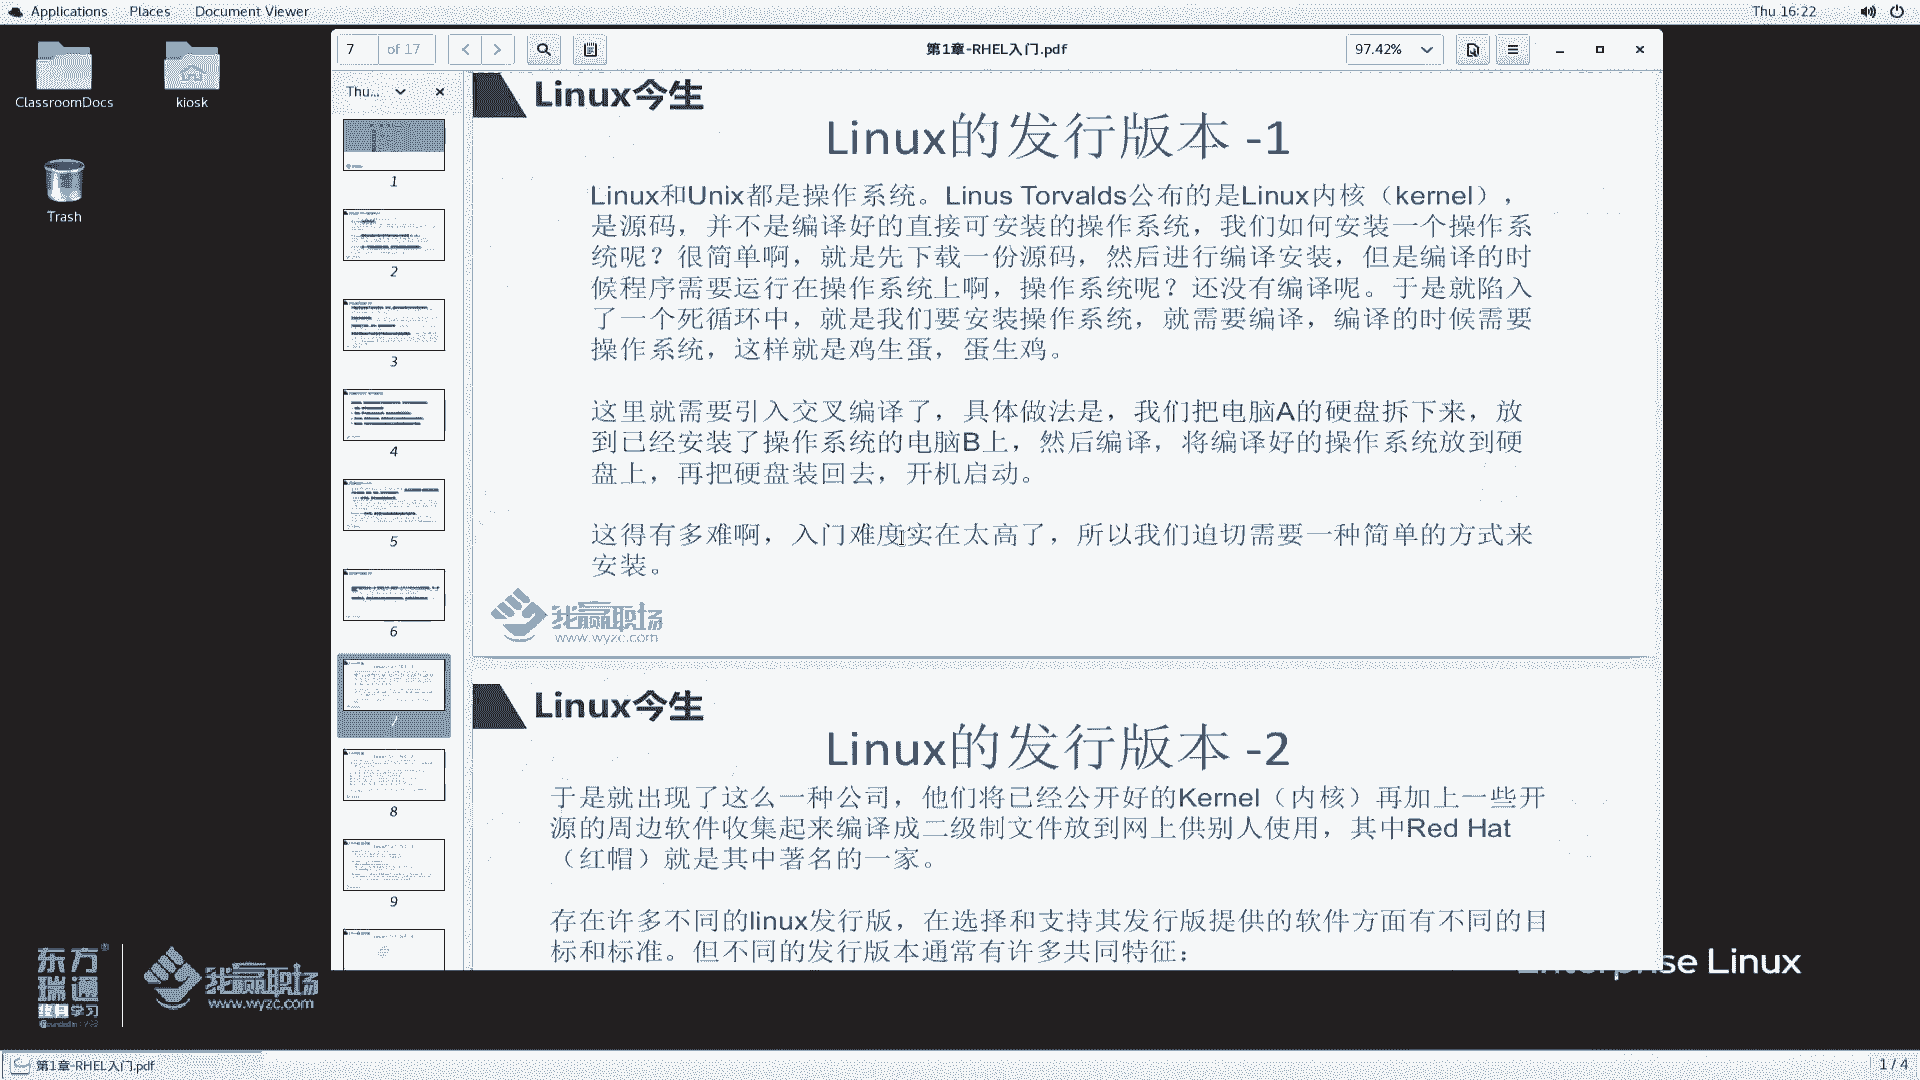 Applications Places Document Viewer Thu 16:22
ClassroomDocs
kiosk
Trash
7 of 17
第1章-RHEL入门.pdf
97.42%
Thu...
1
2
3
4
5
6
7
8
9
Linux今生
Linux的发行版本 -1
Linux和Unix都是操作系统。Linus Torvalds公布的是Linux内核（kernel），
是源码，并不是编译好的直接可安装的操作系统，我们如何安装一个操作系
统呢？很简单啊，就是先下载一份源码，然后进行编译安装，但是编译的时
候程序需要运行在操作系统上啊，操作系统呢？还没有编译呢。于是就陷入
了一个死循环中，就是我们要安装操作系统，就需要编译，编译的时候需要
操作系统，这样就是鸡生蛋，蛋生鸡。
这里就需要引入交叉编译了，具体做法是，我们把电脑A的硬盘拆下来，放
到已经安装了操作系统的电脑B上，然后编译，将编译好的操作系统放到硬
盘上，再把硬盘装回去，开机启动。
这得有多难啊，入门难度实在太高了，所以我们迫切需要一种简单的方式来
安装。
我赢职场
www.wyzc.com
Linux今生
Linux的发行版本 -2
于是就出现了这么一种公司，他们将已经公开好的Kernel（内核）再加上一些开
源的周边软件收集起来编译成二级制文件放到网上供别人使用，其中Red Hat
（红帽）就是其中著名的一家。
存在许多不同的linux发行版，在选择和支持其发行版提供的软件方面有不同的目
标和标准。但不同的发行版本通常有许多共同特征：
Enterprise Linux
东方
瑞通
终身学习
我赢职场
www.wyzc.com
第1章-RHEL入门.pdf
1 / 4